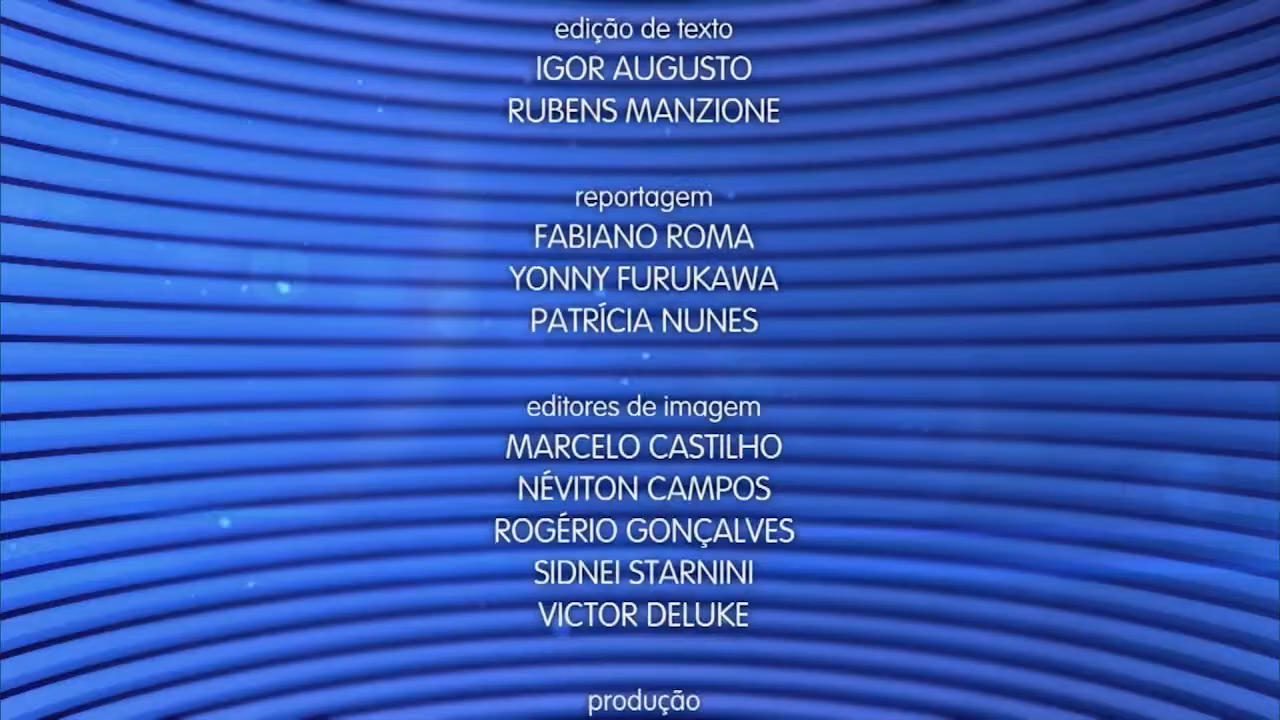 edição de texto
IGOR AUGUSTO
RUBENS MANZIONE
reportagem
FABIANO ROMA
YONNY FURUKAWA
PATRÍCIA NUNES
editores de imagem
MARCELO CASTILHO
NÉVITON CAMPOS
ROGÉRIO GONÇALVES
SIDNEI STARNINI
VICTOR DELUKE
produção